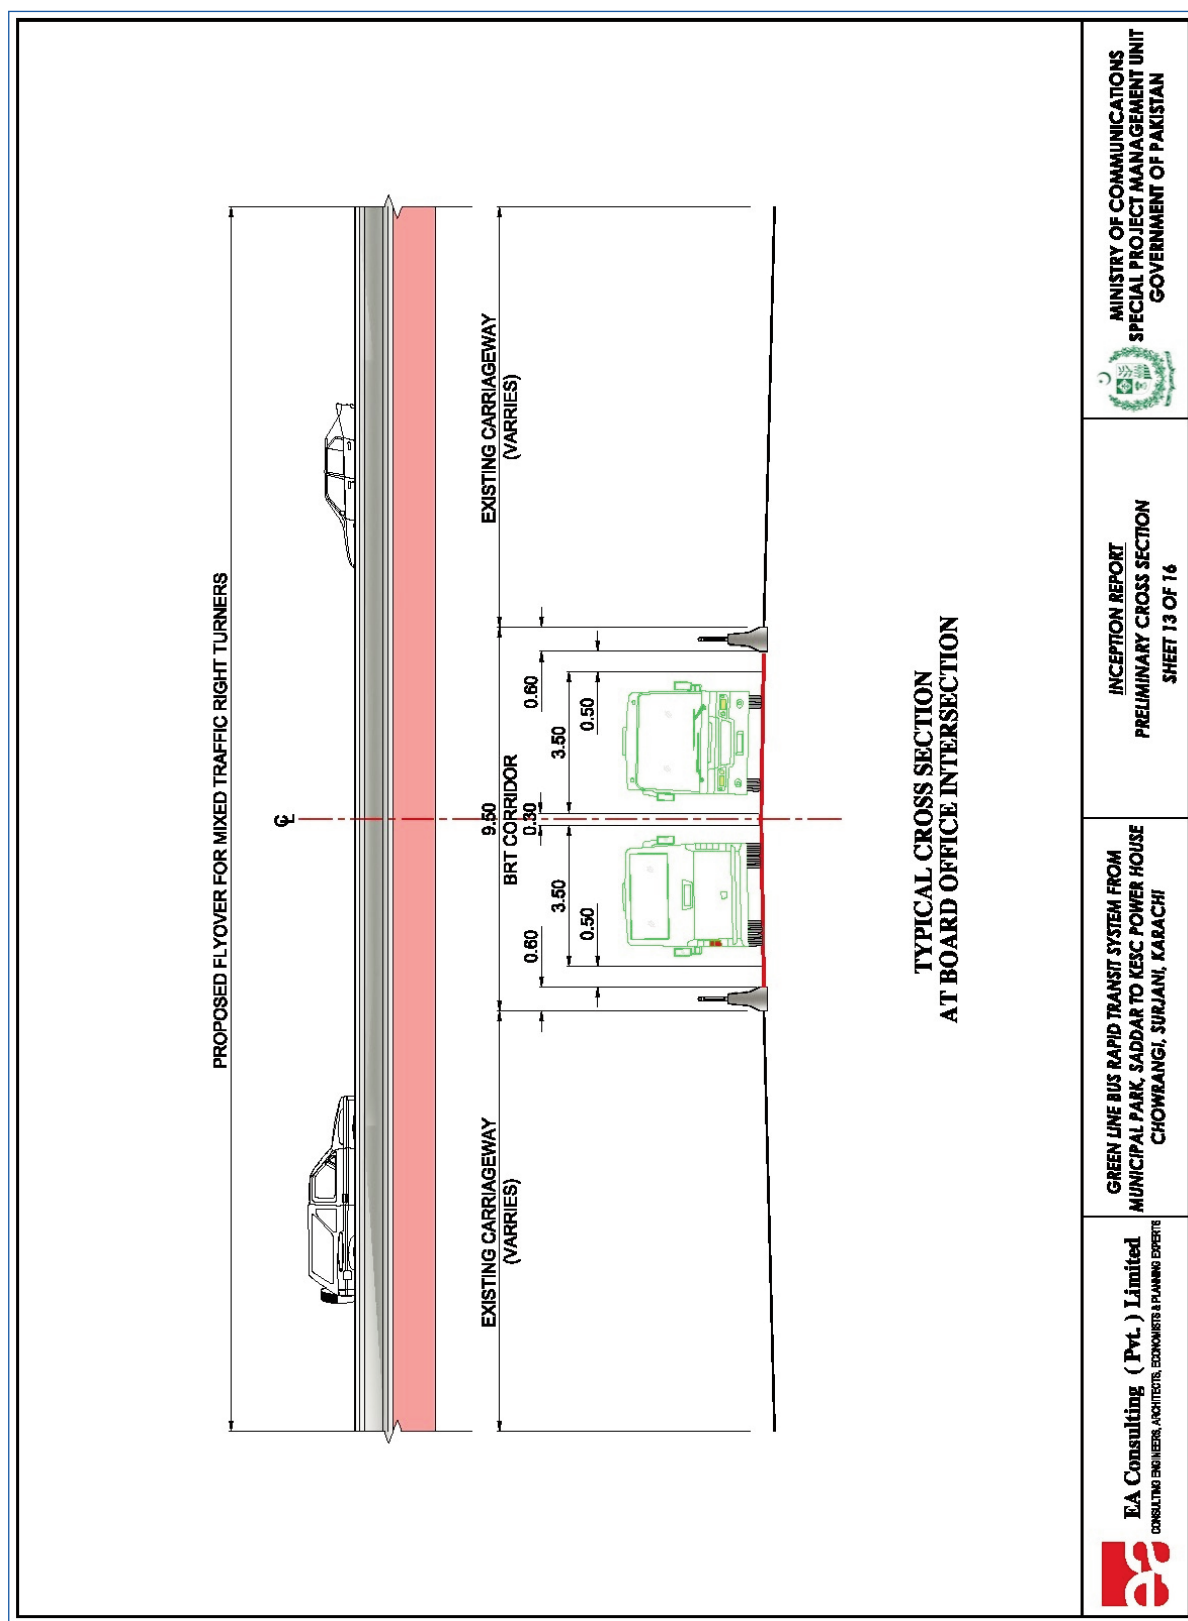 PROPOSED FLYOVER FOR MIXED TRAFFIC RIGHT TURNERS
℄
EXISTING CARRIAGEWAY
(VARRIES)
9.50
BRT CORRIDOR
EXISTING CARRIAGEWAY
(VARRIES)
0.60
0.30
0.60
3.50
3.50
0.50
0.50
TYPICAL CROSS SECTION
AT BOARD OFFICE INTERSECTION
EA Consulting ( Pvt. ) Limited
CONSULTING ENGINEERS, ARCHITECTS, ECONOMISTS & PLANNING EXPERTS
GREEN LINE BUS RAPID TRANSIT SYSTEM FROM
MUNICIPAL PARK, SADDAR TO KESC POWER HOUSE
CHOWRANGI, SURJANI, KARACHI
INCEPTION REPORT
PRELIMINARY CROSS SECTION
SHEET 13 OF 16
MINISTRY OF COMMUNICATIONS
SPECIAL PROJECT MANAGEMENT UNIT
GOVERNMENT OF PAKISTAN